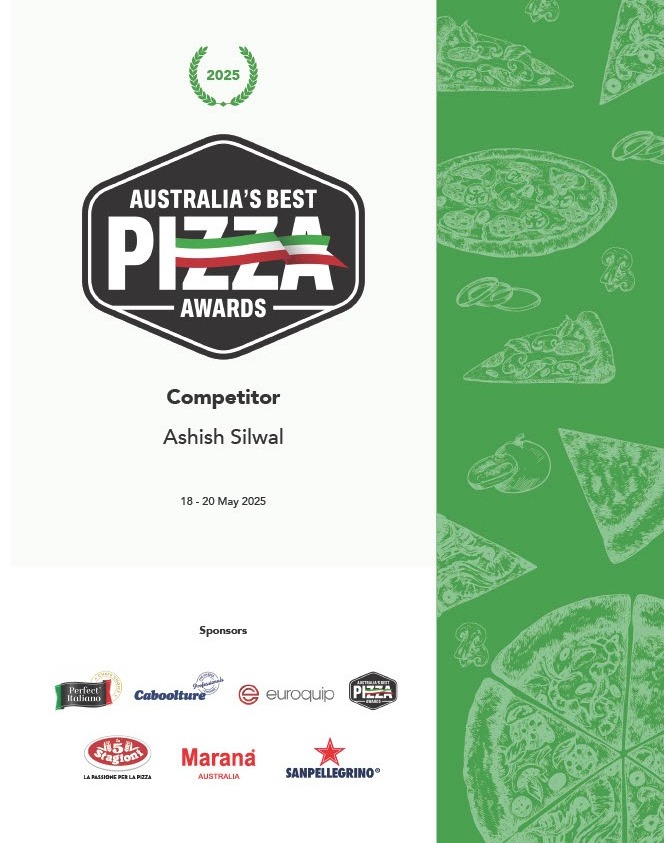 2025
AUSTRALIA'S BEST
PIZZA
AWARDS
Competitor
Ashish Silwal
18 - 20 May 2025
Sponsors
Perfect
Italiano
Caboolture
Professionals
euroquip
AUSTRALIA'S BEST
PIZZA
AWARDS
le
5
Stagioni
LA PASSIONE PER LA PIZZA
Marana
AUSTRALIA
SANPELLEGRINO®